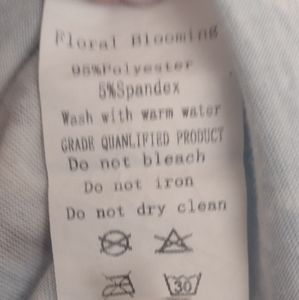 Floral Blooming
95%Polyester
5%Spandex
Wash with warm water
GRADE QUANLIFIED PRODUCT
Do not bleach
Do not iron
Do not dry clean
30